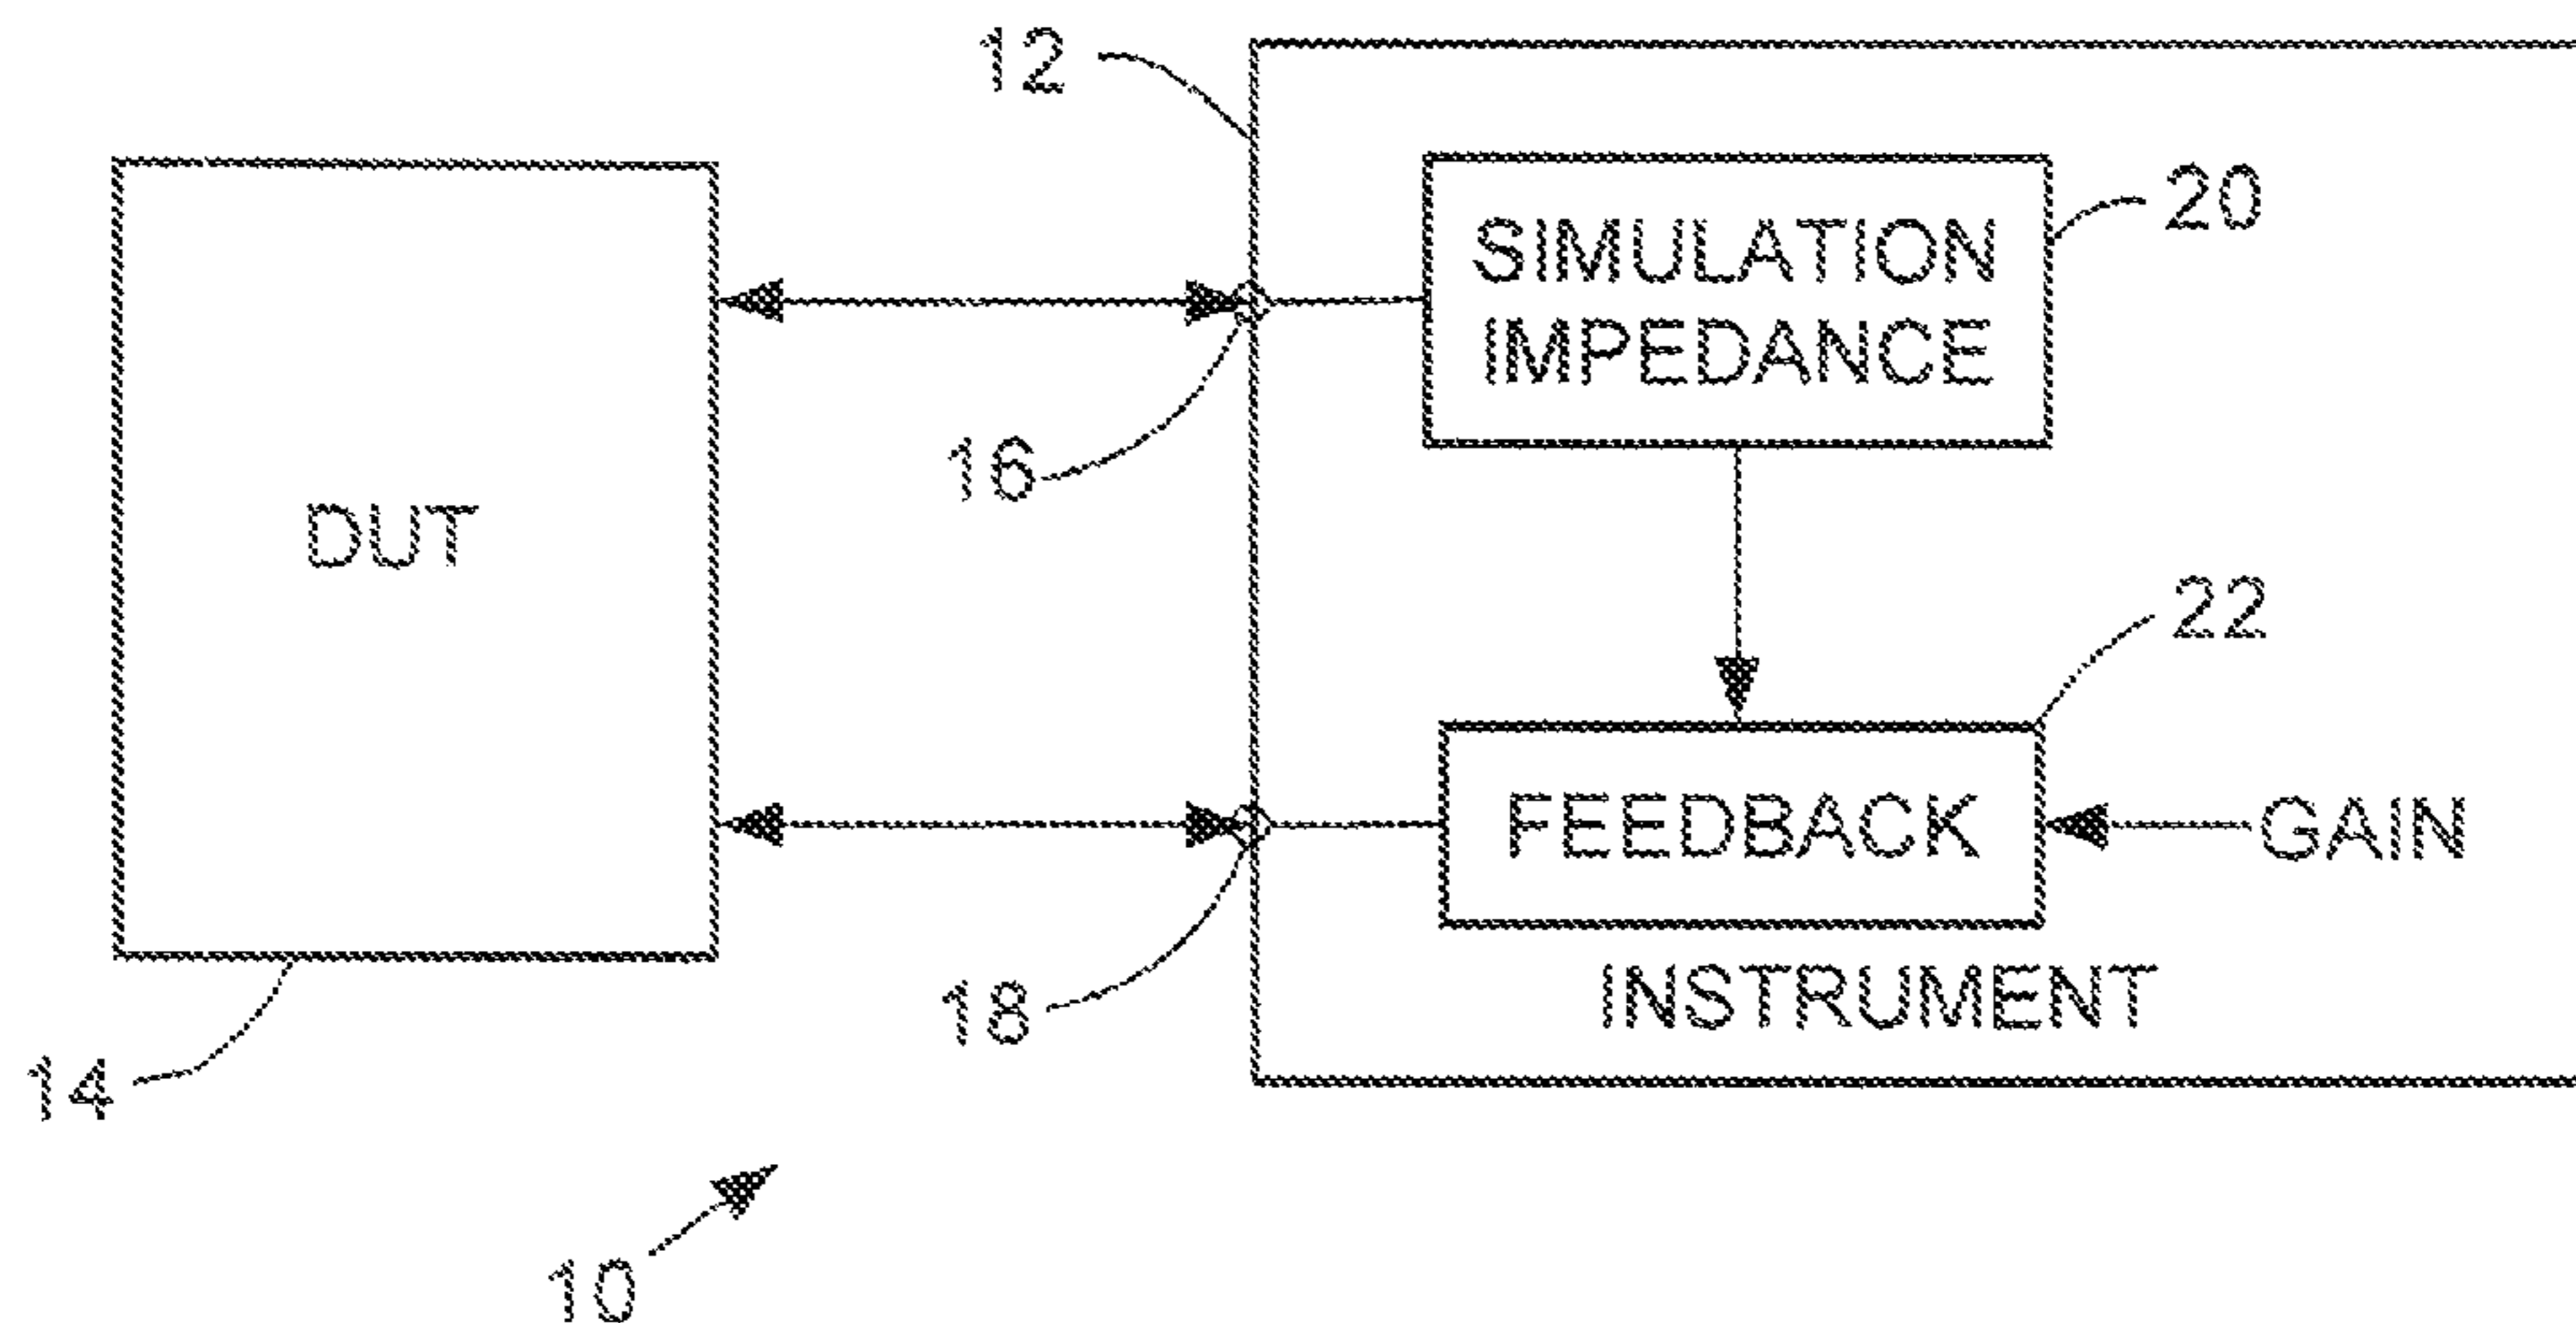 12
20
SIMULATION
IMPEDANCE
16
DUT
22
FEEDBACK
GAIN
18
INSTRUMENT
14
10